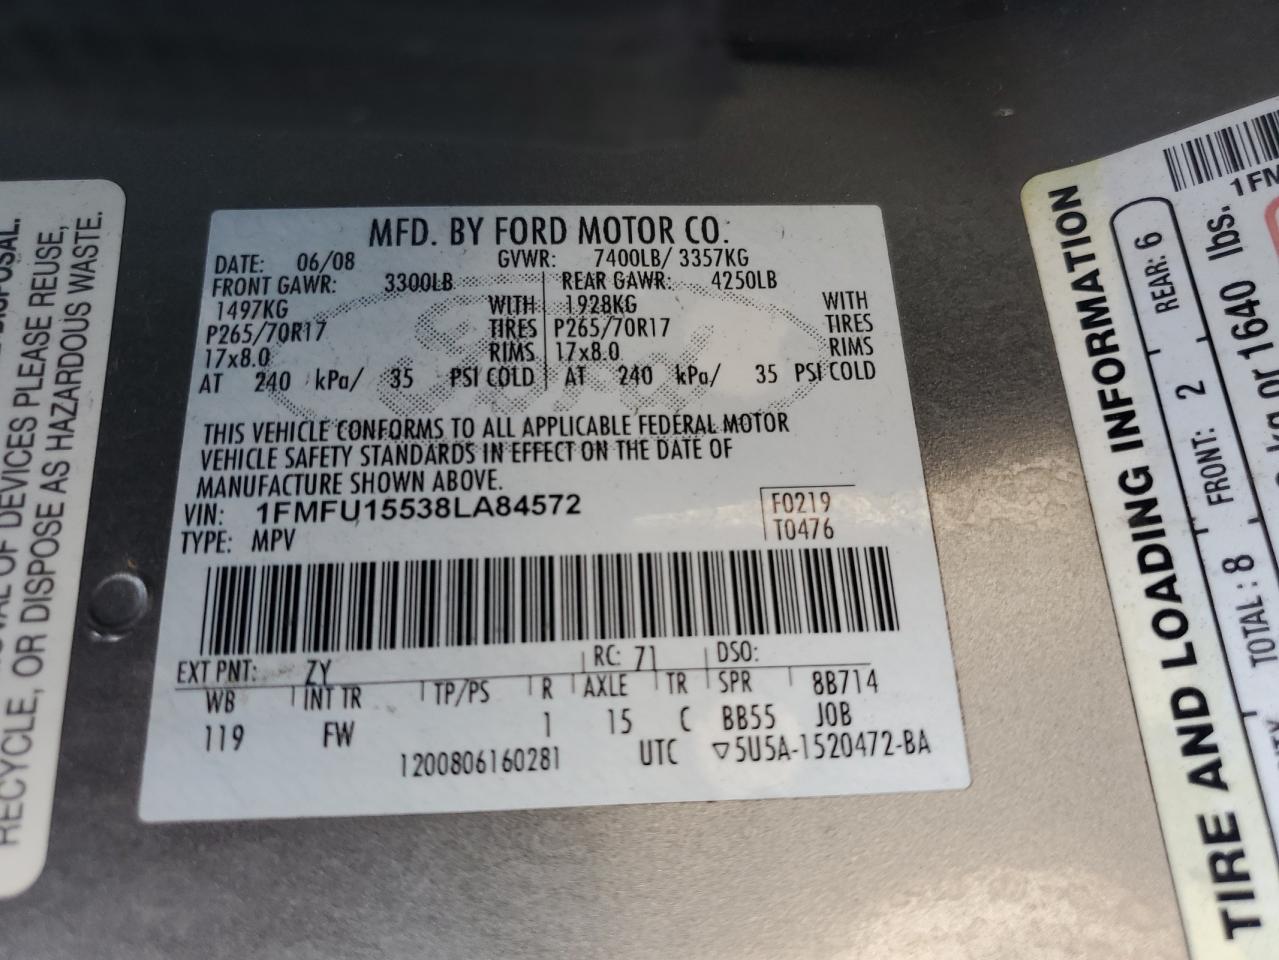 MFD. BY FORD MOTOR CO.
DATE: 06/08 GVWR: 7400LB/ 3357KG
FRONT GAWR: 3300LB REAR GAWR: 4250LB
1497KG WITH 1928KG WITH
P265/70R17 TIRES P265/70R17 TIRES
17x8.0 RIMS 17x8.0 RIMS
AT 240 kPa/ 35 PSI COLD AT 240 kPa/ 35 PSI COLD
THIS VEHICLE CONFORMS TO ALL APPLICABLE FEDERAL MOTOR
VEHICLE SAFETY STANDARDS IN EFFECT ON THE DATE OF
MANUFACTURE SHOWN ABOVE.
VIN: 1FMFU15538LA84572
F0219
TYPE: MPV T0476
EXT PNT: ZY RC: 71 DSO:
WB INT TR TP/PS R AXLE TR SPR 8B714
119 FW 1 15 C BB55 JOB
1200806160281 UTC ▽5U5A-1520472-BA
Ford
OF DEVICES PLEASE REUSE,
RECYCLE, OR DISPOSE AS HAZARDOUS WASTE.
TIRE AND LOADING INFORMATION
TOTAL: 8 FRONT: 2 REAR: 6
kg or 1640 lbs.
1FM